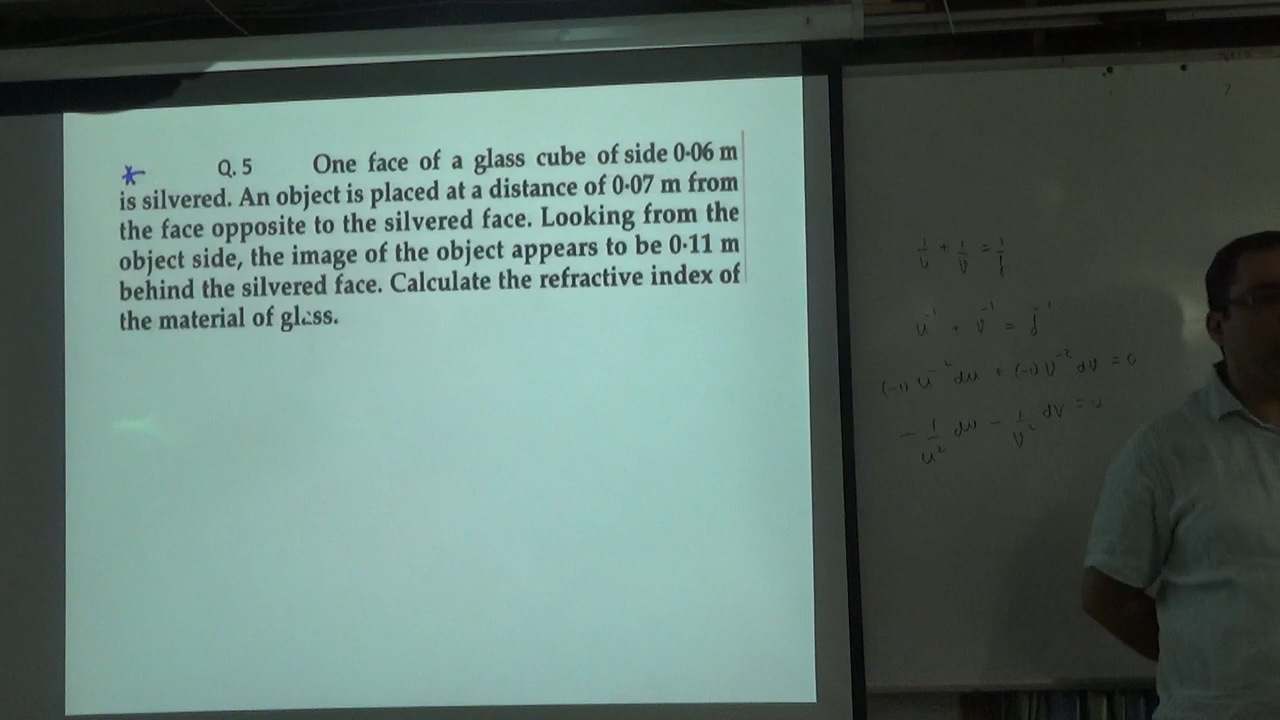 * Q. 5 One face of a glass cube of side 0·06 m
is silvered. An object is placed at a distance of 0·07 m from
the face opposite to the silvered face. Looking from the
object side, the image of the object appears to be 0·11 m
behind the silvered face. Calculate the refractive index of
the material of glass.
1/u + 1/v = 1/f
u⁻¹ + v⁻¹ = f⁻¹
(-1) u⁻² du + (-1) v⁻² dv = 0
- 1/u² du - 1/v² dv = 0